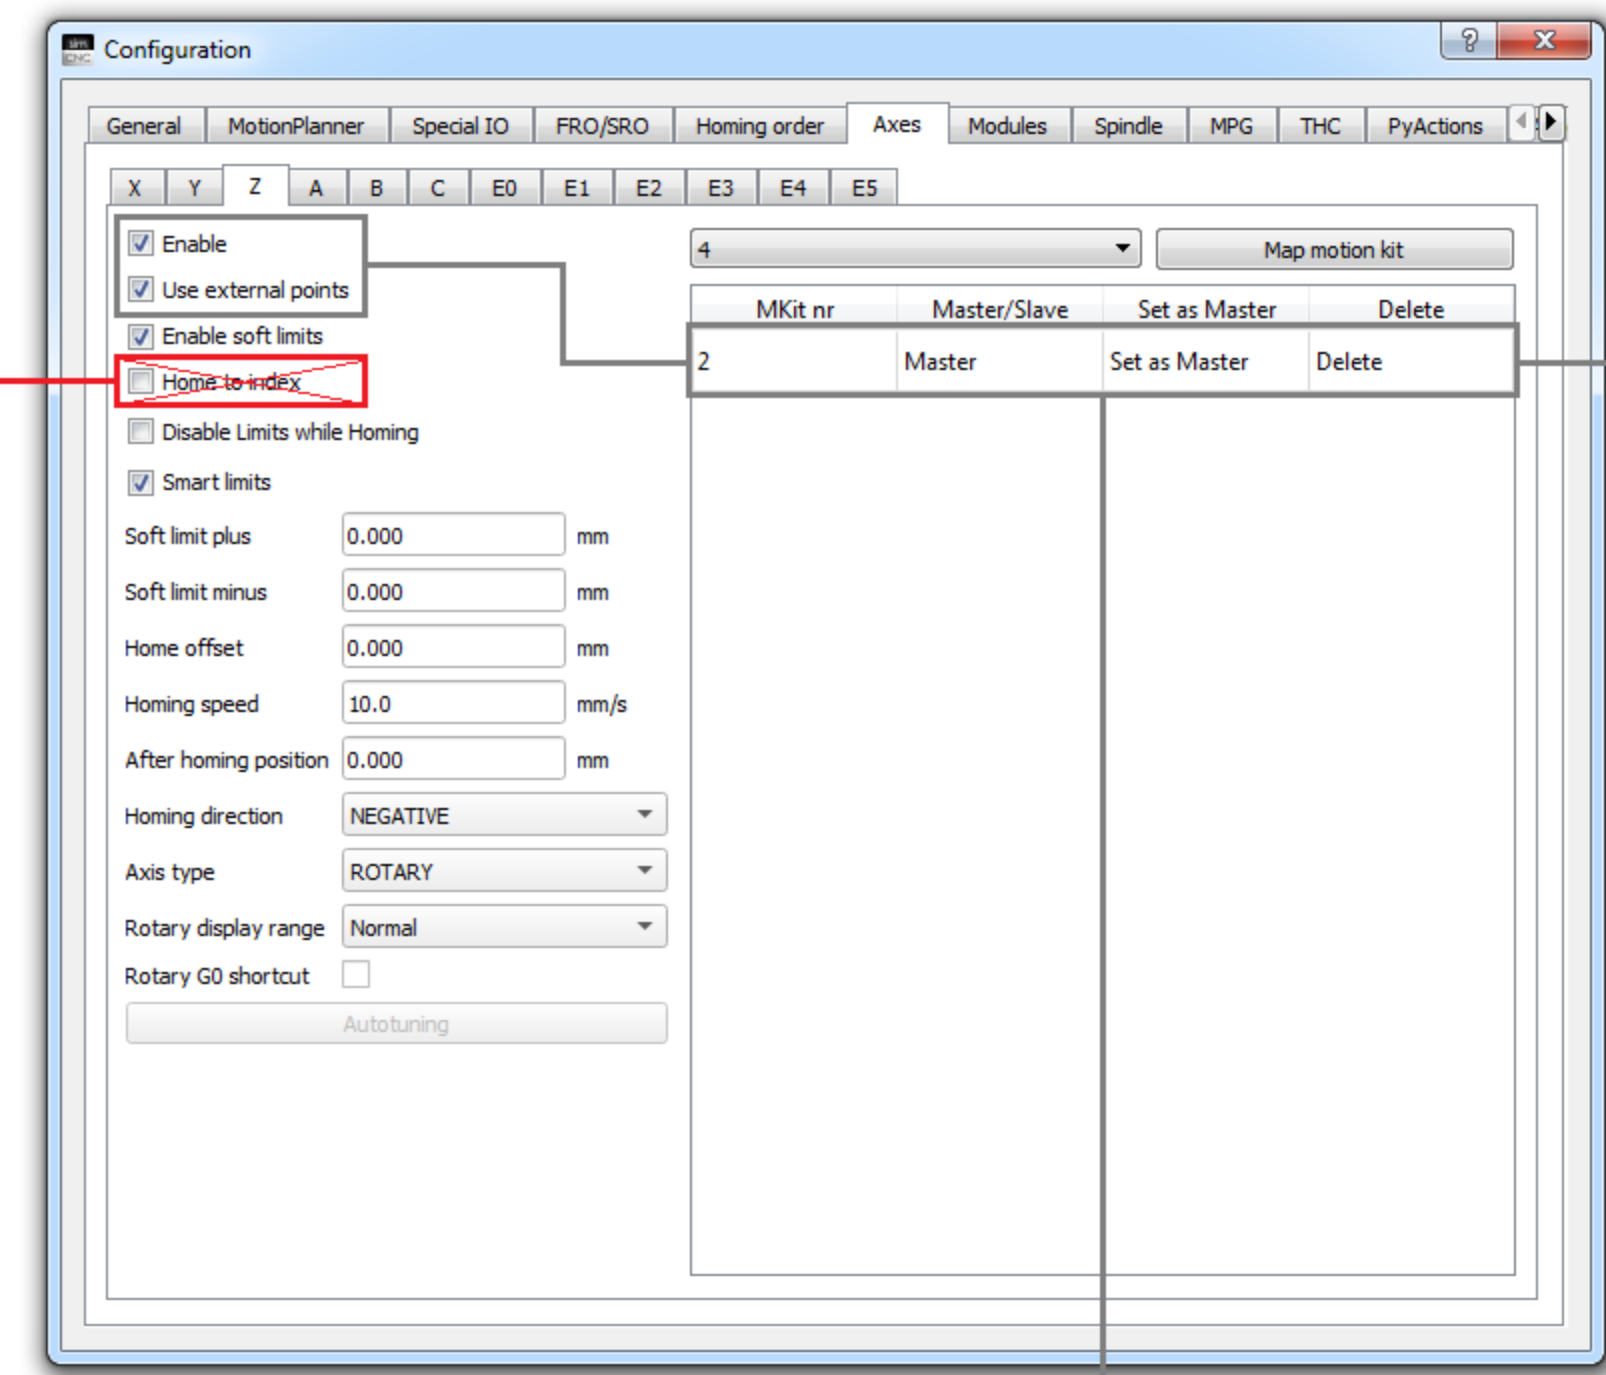 sim CNC Configuration ?
General MotionPlanner Special IO FRO/SRO Homing order Axes Modules Spindle MPG THC PyActions
X Y Z A B C E0 E1 E2 E3 E4 E5
Enable
Use external points
Enable soft limits
Home to index
Disable Limits while Homing
Smart limits
Soft limit plus 0.000 mm
Soft limit minus 0.000 mm
Home offset 0.000 mm
Homing speed 10.0 mm/s
After homing position 0.000 mm
Homing direction NEGATIVE
Axis type ROTARY
Rotary display range Normal
Rotary G0 shortcut
Autotuning
4 Map motion kit
MKit nr Master/Slave Set as Master Delete
2 Master Set as Master Delete